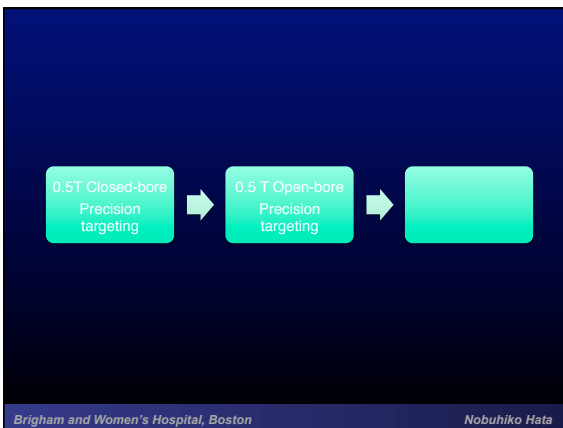 0.5T Closed-bore
Precision
targeting
0.5 T Open-bore
Precision
targeting
Brigham and Women's Hospital, Boston
Nobuhiko Hata